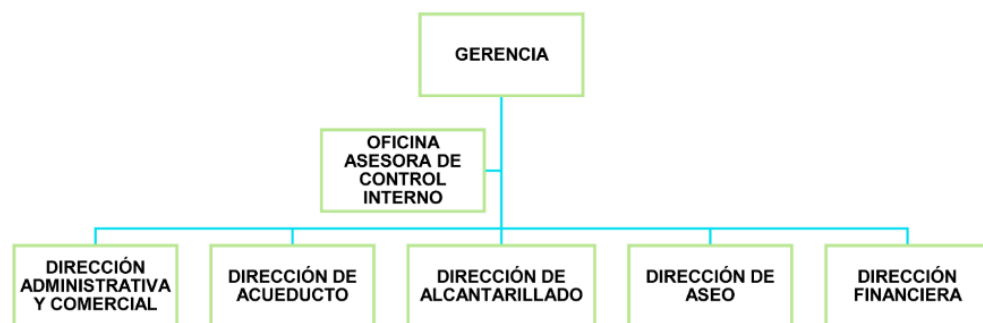 GERENCIA
OFICINA
ASESORA DE
CONTROL
INTERNO
DIRECCIÓN
ADMINISTRATIVA
Y COMERCIAL
DIRECCIÓN DE
ACUEDUCTO
DIRECCIÓN DE
ALCANTARILLADO
DIRECCIÓN DE
ASEO
DIRECCIÓN
FINANCIERA